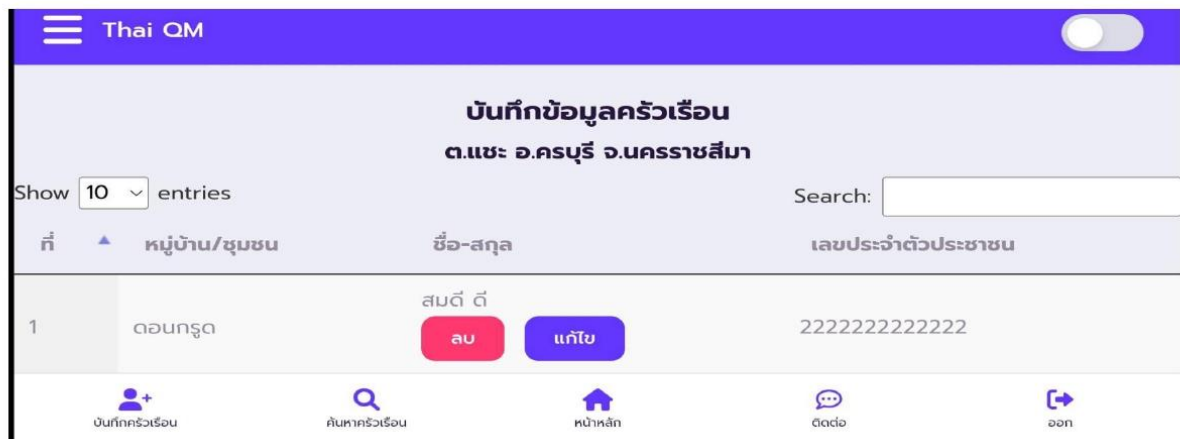 Thai QM
บันทึกข้อมูลครัวเรือน
ต.แชะ อ.ครบุรี จ.นครราชสีมา
Show 10 entries Search:
ที่ หมู่บ้าน/ชุมชน ชื่อ-สกุล เลขประจำตัวประชาชน
สมดี ดี
1 ดอนกรูด 2222222222222
ลบ แก้ไข
บันทึกครัวเรือน ค้นหาครัวเรือน หน้าหลัก ติดต่อ ออก